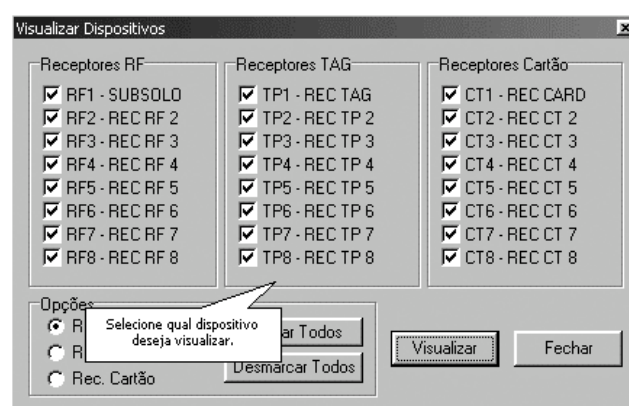 Visualizar Dispositivos
Receptores RF
RF1 - SUBSOLO
RF2 - REC RF 2
RF3 - REC RF 3
RF4 - REC RF 4
RF5 - REC RF 5
RF6 - REC RF 6
RF7 - REC RF 7
RF8 - REC RF 8
Receptores TAG
TP1 - REC TAG
TP2 - REC TP 2
TP3 - REC TP 3
TP4 - REC TP 4
TP5 - REC TP 5
TP6 - REC TP 6
TP7 - REC TP 7
TP8 - REC TP 8
Receptores Cartão
CT1 - REC CARD
CT2 - REC CT 2
CT3 - REC CT 3
CT4 - REC CT 4
CT5 - REC CT 5
CT6 - REC CT 6
CT7 - REC CT 7
CT8 - REC CT 8
Opções
Rec. Cartão
Selecione qual dispositivo
deseja visualizar.
Todos
Desmarcar Todos
Visualizar
Fechar